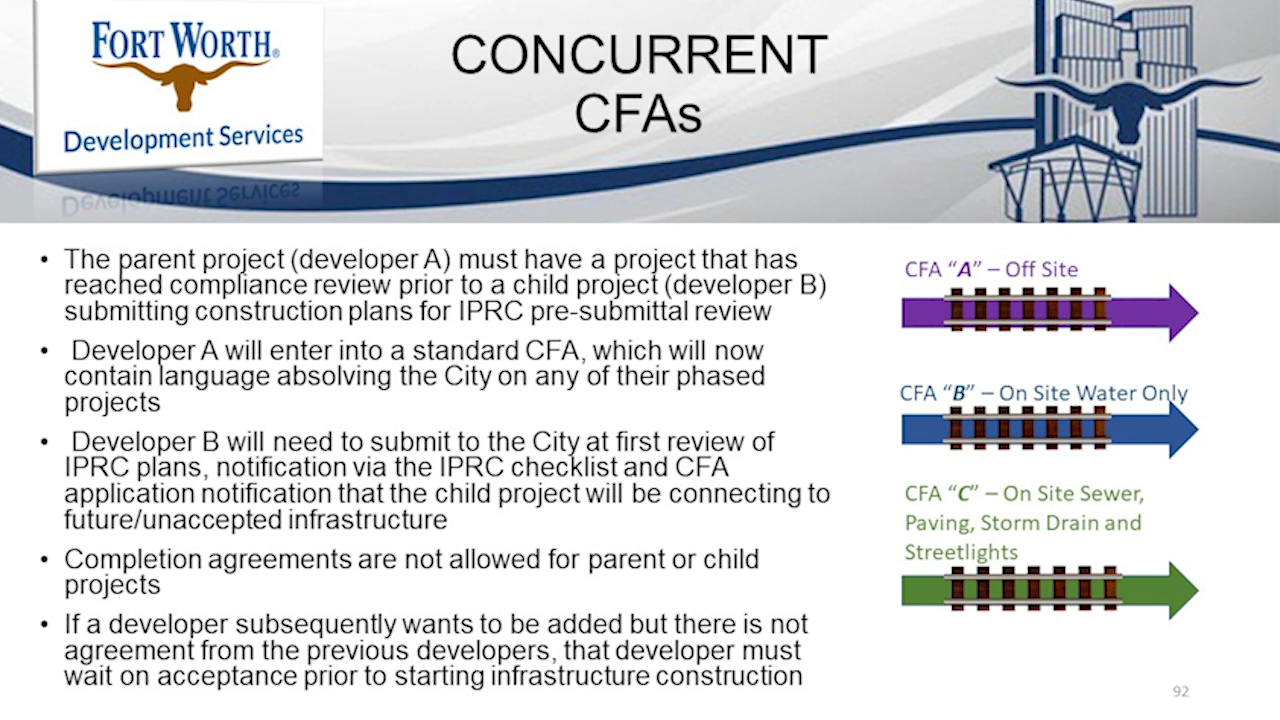 FORT WORTH®
Development Services
Development Services
CONCURRENT
CFAs
• The parent project (developer A) must have a project that has
reached compliance review prior to a child project (developer B)
submitting construction plans for IPRC pre-submittal review
• Developer A will enter into a standard CFA, which will now
contain language absolving the City on any of their phased
projects
• Developer B will need to submit to the City at first review of
IPRC plans, notification via the IPRC checklist and CFA
application notification that the child project will be connecting to
future/unaccepted infrastructure
• Completion agreements are not allowed for parent or child
projects
• If a developer subsequently wants to be added but there is not
agreement from the previous developers, that developer must
wait on acceptance prior to starting infrastructure construction
CFA “A” – Off Site
CFA “B” – On Site Water Only
CFA “C” – On Site Sewer,
Paving, Storm Drain and
Streetlights
92